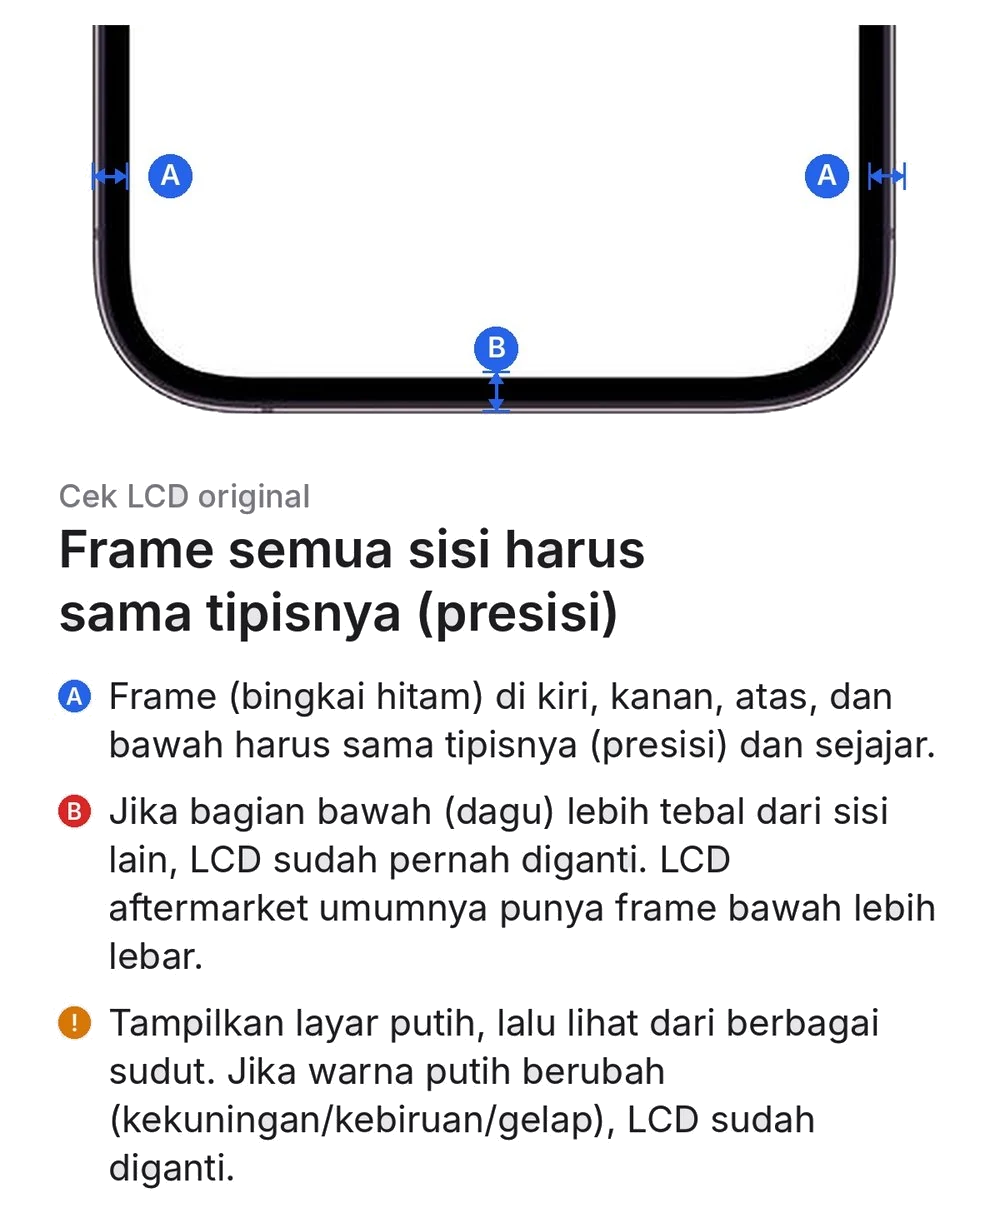 A
A
B
Cek LCD original
Frame semua sisi harus
sama tipisnya (presisi)
A Frame (bingkai hitam) di kiri, kanan, atas, dan
bawah harus sama tipisnya (presisi) dan sejajar.
B Jika bagian bawah (dagu) lebih tebal dari sisi
lain, LCD sudah pernah diganti. LCD
aftermarket umumnya punya frame bawah lebih
lebar.
! Tampilkan layar putih, lalu lihat dari berbagai
sudut. Jika warna putih berubah
(kekuningan/kebiruan/gelap), LCD sudah
diganti.